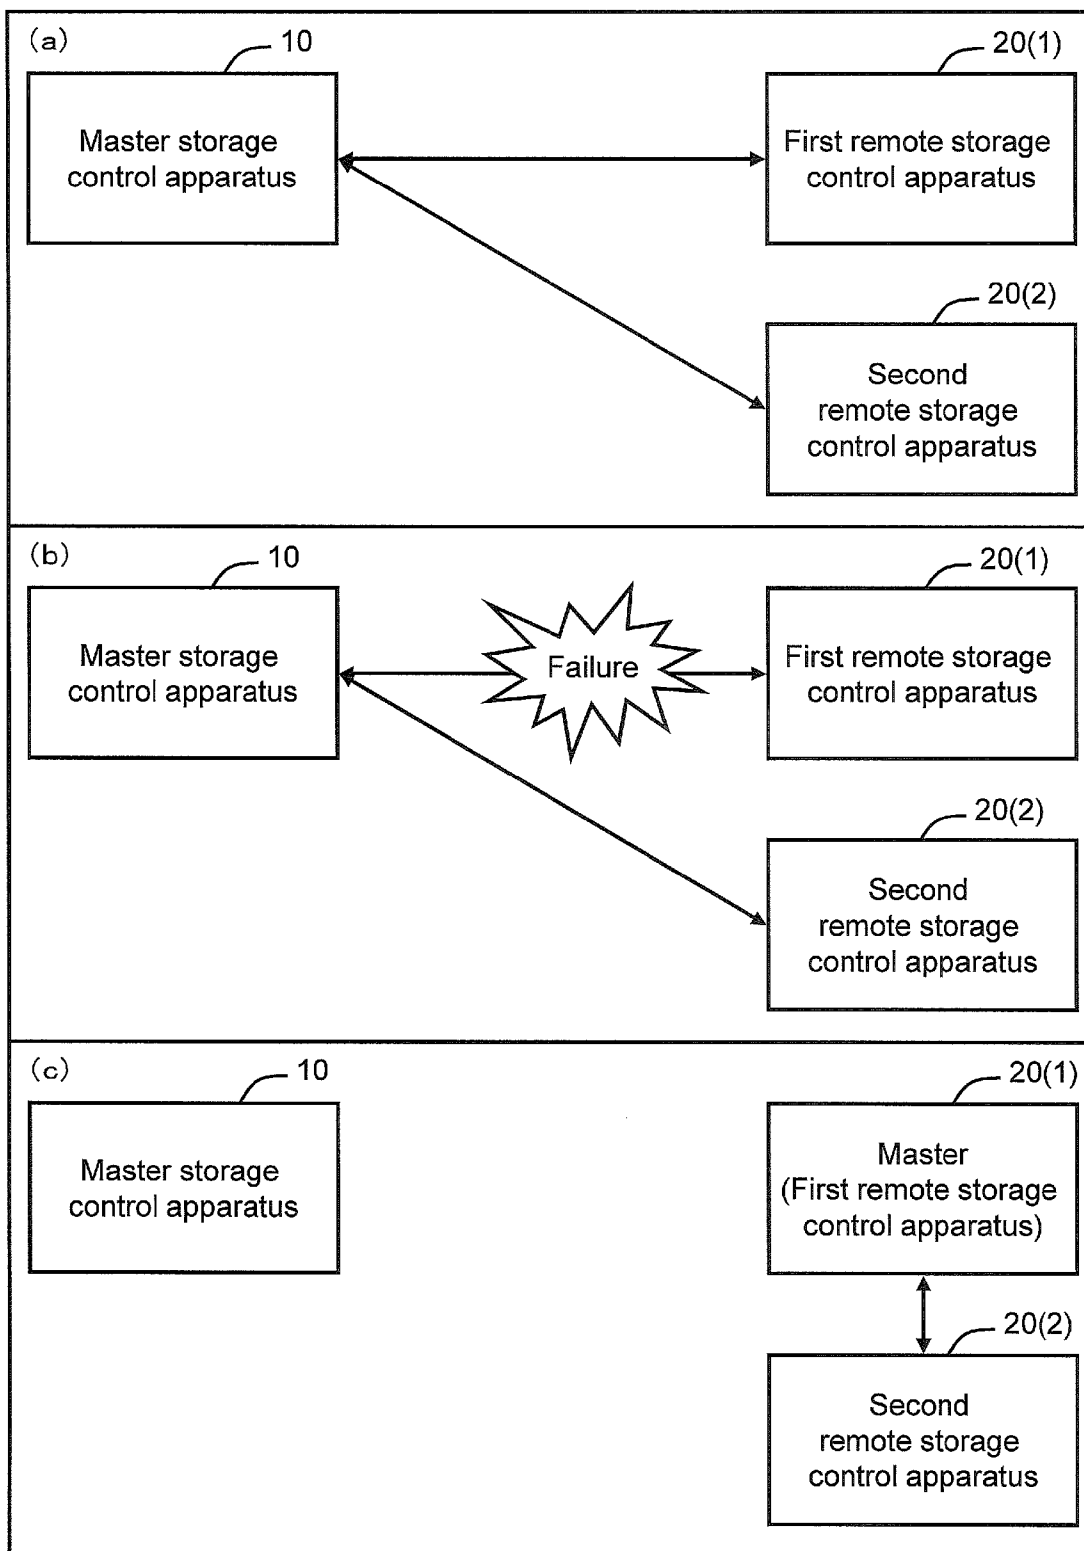 (a)
10
Master storage
control apparatus
20(1)
First remote storage
control apparatus
20(2)
Second
remote storage
control apparatus
(b)
10
Master storage
control apparatus
Failure
20(1)
First remote storage
control apparatus
20(2)
Second
remote storage
control apparatus
(c)
10
Master storage
control apparatus
20(1)
Master
(First remote storage
control apparatus)
20(2)
Second
remote storage
control apparatus